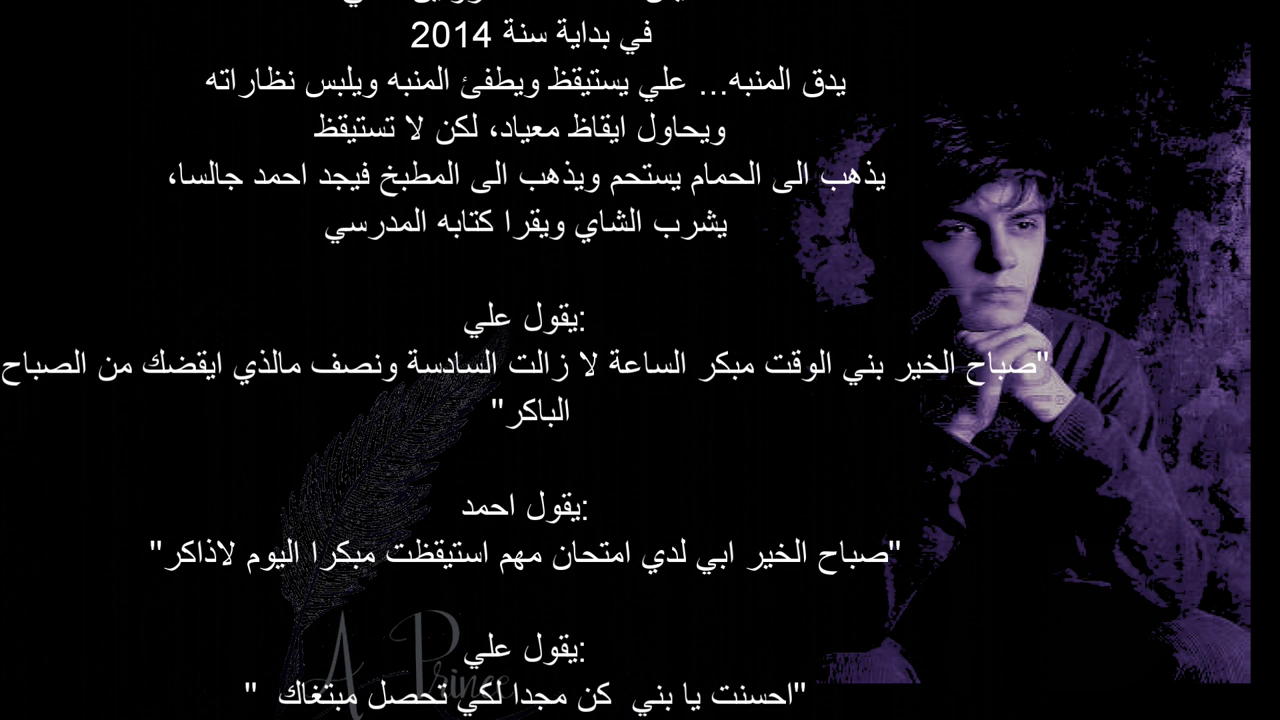 في بداية سنة 2014
يدق المنبه... علي يستيقظ ويطفئ المنبه ويلبس نظاراته
ويحاول ايقاظ معياد، لكن لا تستيقظ
يذهب الى الحمام يستحم ويذهب الى المطبخ فيجد احمد جالسا،
يشرب الشاي ويقرا كتابه المدرسي
يقول علي:
"صباح الخير بني الوقت مبكر الساعة لا زالت السادسة ونصف مالذي ايقضك من الصباح
الباكر"
يقول احمد:
"صباح الخير ابي لدي امتحان مهم استيقظت مبكرا اليوم لاذاكر"
يقول علي:
"احسنت يا بني كن مجدا لكي تحصل مبتغاك "
A Prince